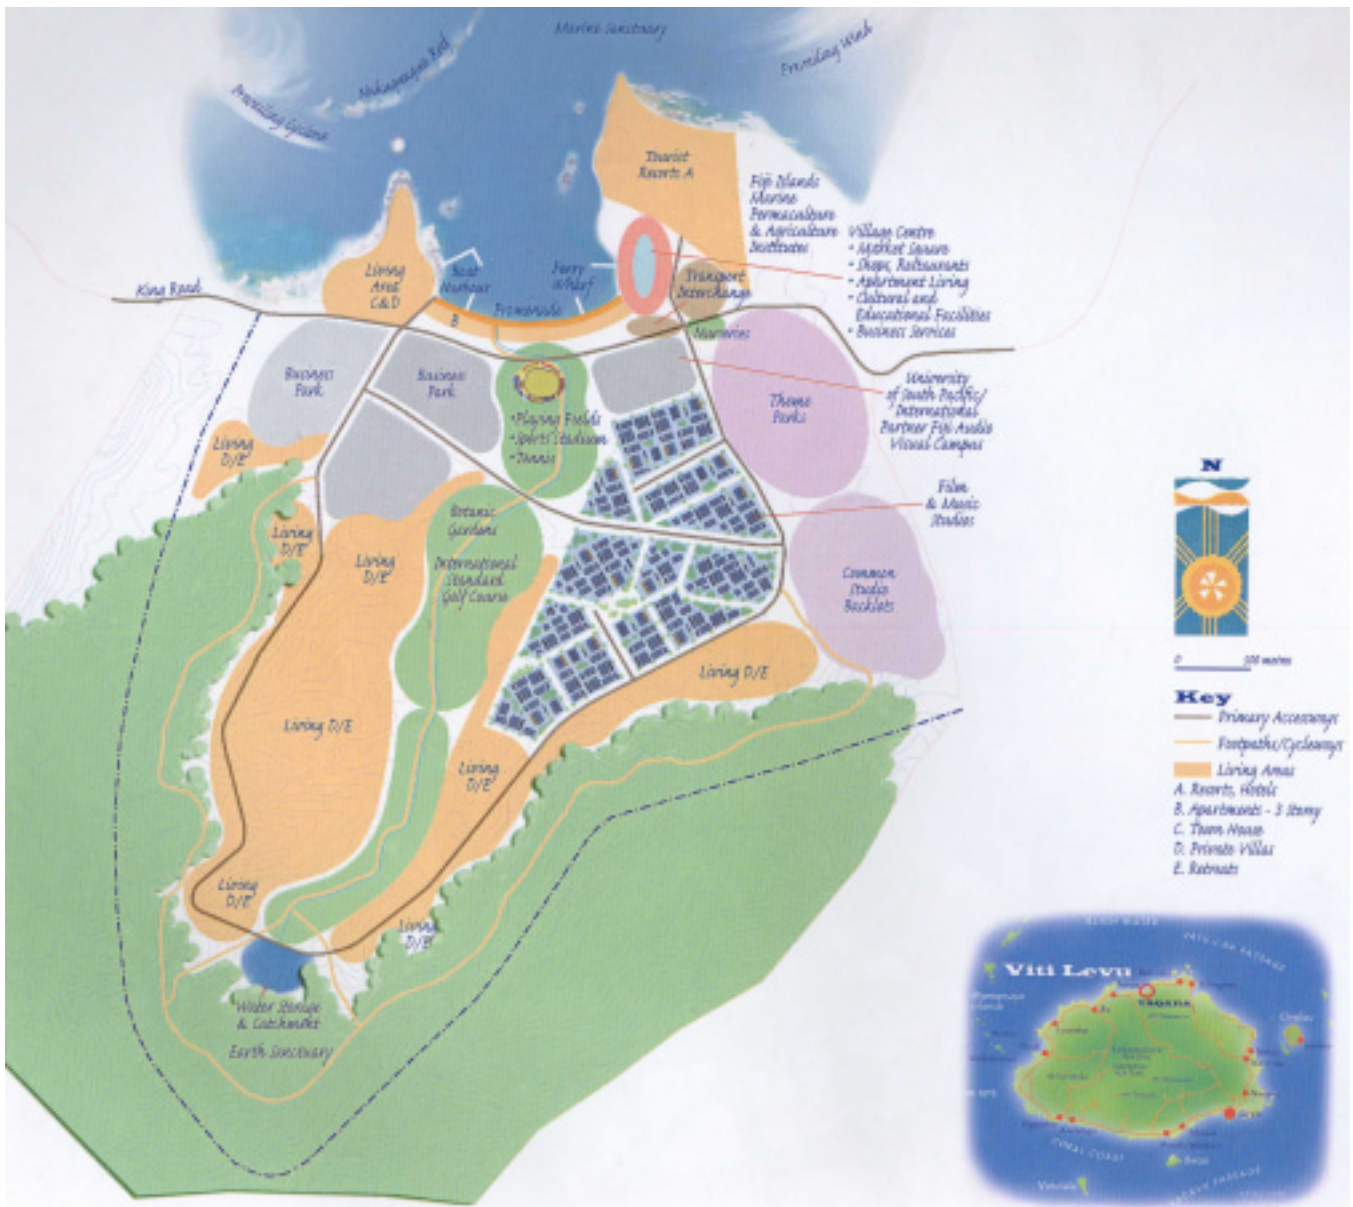 Marine Sanctuary
Prevailing Wind
Prevailing Cyclone
Tourist
Resorts A
Fiji Islands
Marine
Permaculture
& Agriculture
Institutes
Village Centre
• Market Square
• Shops, Restaurants
• Apartment Living
• Cultural and
Educational Facilities
• Business Services
Living
Area
C&D
Boat
Harbour
Ferry
Wharf
Transport
Interchange
King Road
B
Promenade
Nurseries
Business
Park
Business
Park
Theme
Parks
University
of South Pacific/
International
Partner Fiji Audio
Visual Campus
• Playing Fields
• Sports Stadium
• Tennis
Living
D/E
Film
& Music
Studios
N
Botanic
Gardens
Living
D/E
Living
D/E
International
Standard
Golf Course
Common
Studio
Backlots
Living D/E
Living D/E
Living
D/E
Living
D/E
Living
D/E
Water Storage
& Catchment
Earth Sanctuary
0 500 metres
Key
Primary Accessways
Footpaths/Cycleways
Living Areas
A. Resorts, Hotels
B. Apartments - 3 Storey
C. Town House
D. Private Villas
E. Retreats
Viti Levu
CORAL COAST